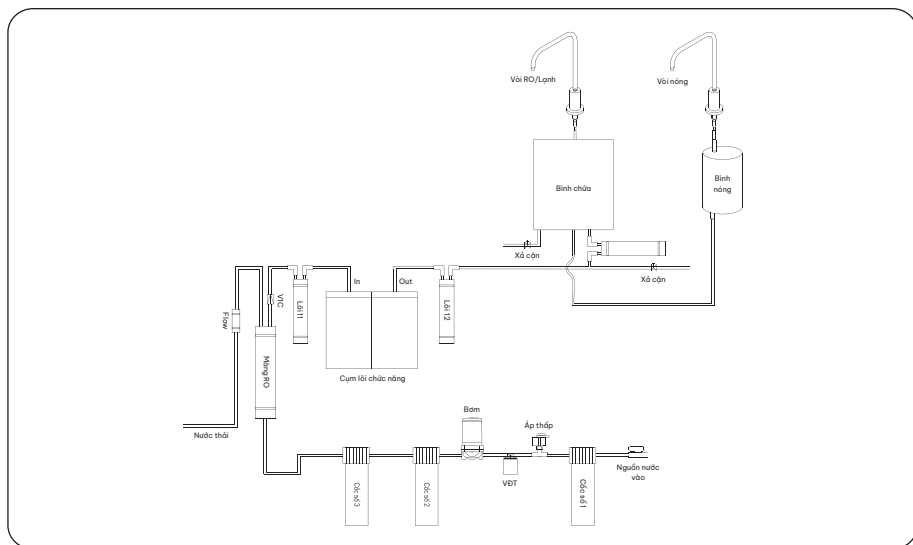 Vòi RO/Lạnh
Vòi nóng
Bình chứa
Bình
nóng
Xả cặn
Xả cặn
In
Out
V1C
Lõi 11
Lõi 12
Flow
Màng RO
Cụm lõi chức năng
Nước thải
Bơm
Áp thấp
VĐT
Cốc số 3
Cốc số 2
Cốc số 1
Nguồn nước
vào